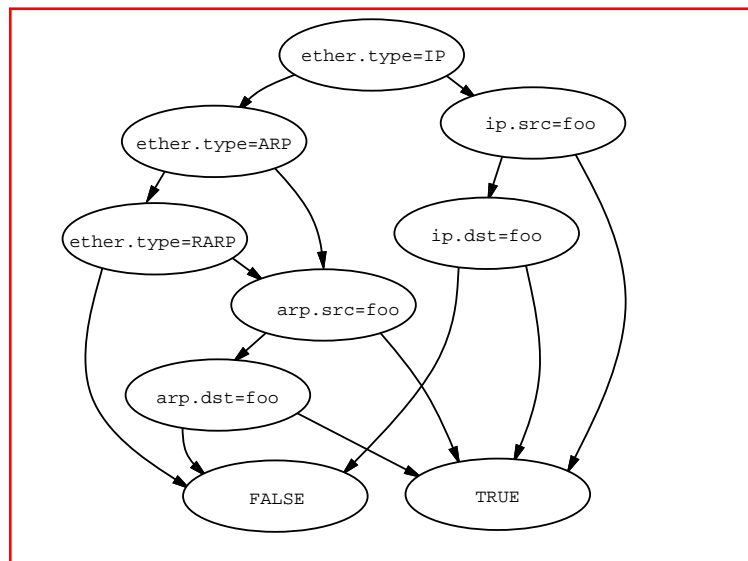 ether.type=IP
ip.src=foo
ether.type=ARP
ip.dst=foo
ether.type=RARP
arp.src=foo
arp.dst=foo
FALSE
TRUE